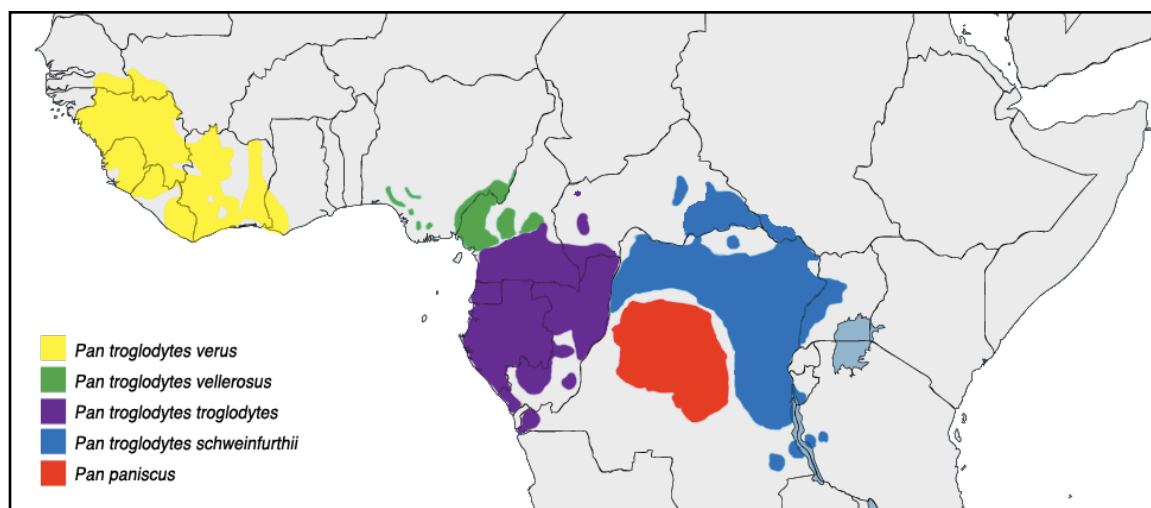 Pan troglodytes verus
Pan troglodytes vellerosus
Pan troglodytes troglodytes
Pan troglodytes schweinfurthii
Pan paniscus